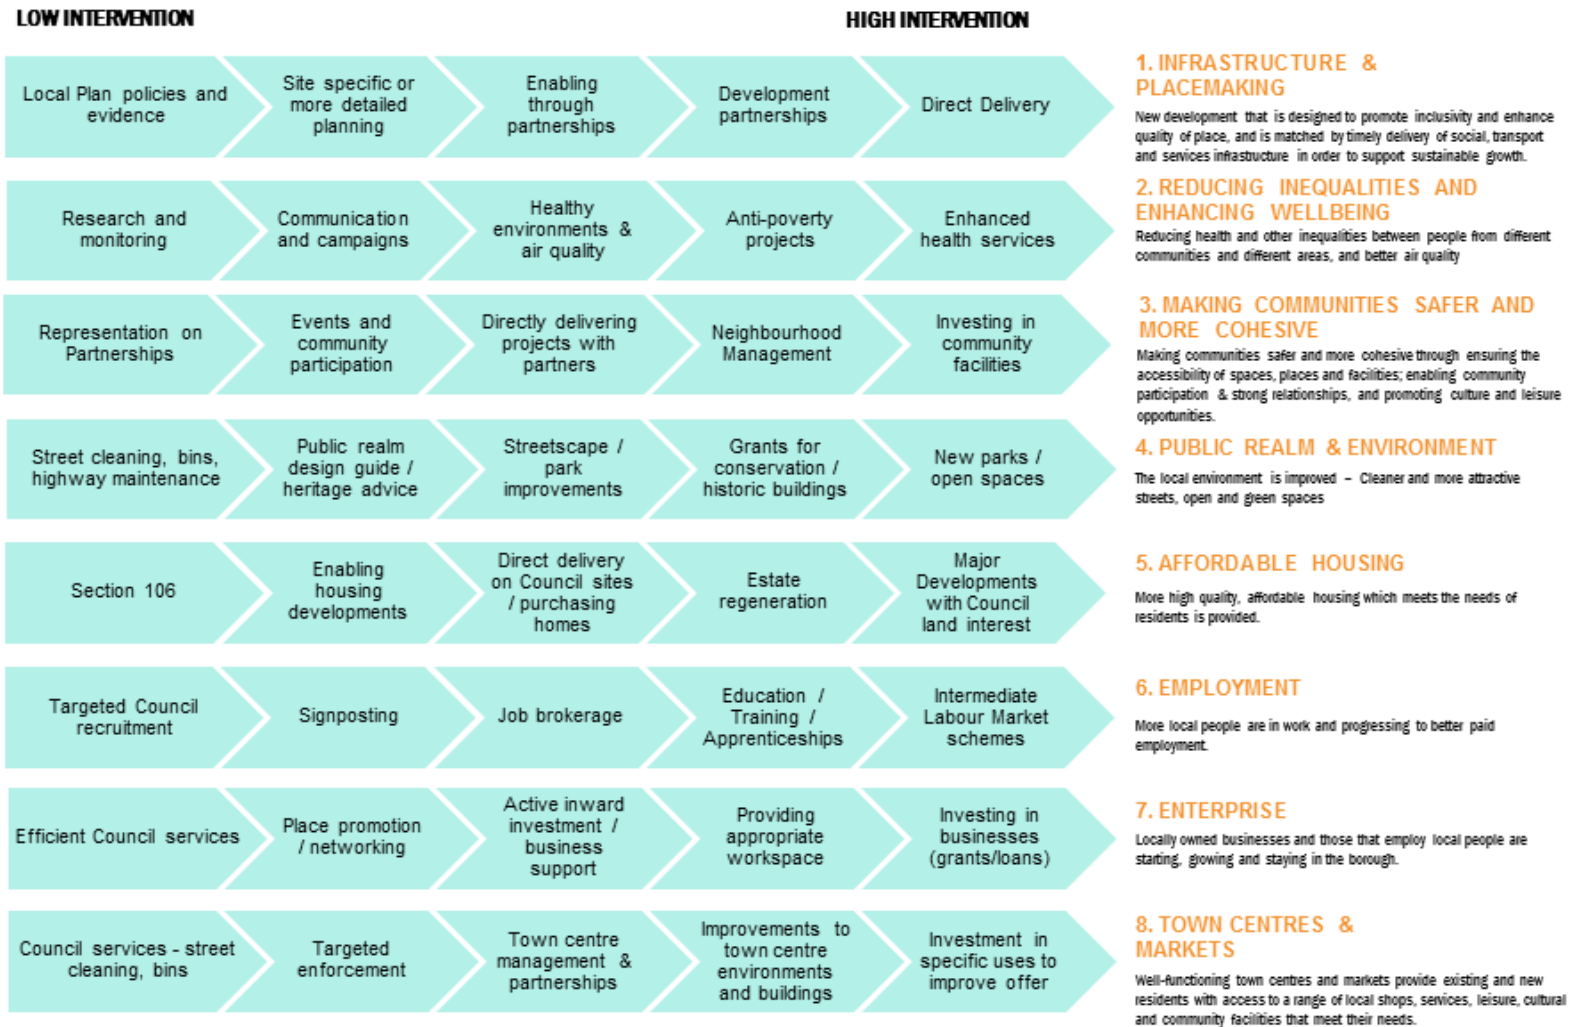 LOW INTERVENTION
HIGH INTERVENTION
Local Plan policies and
evidence
Site specific or
more detailed
planning
Enabling
through
partnerships
Development
partnerships
Direct Delivery
1. INFRASTRUCTURE &
PLACEMAKING
New development that is designed to promote inclusivity and enhance
quality of place, and is matched by timely delivery of social, transport
and services infrastructure in order to support sustainable growth.
Research and
monitoring
Communication
and campaigns
Healthy
environments &
air quality
Anti-poverty
projects
Enhanced
health services
2. REDUCING INEQUALITIES AND
ENHANCING WELLBEING
Reducing health and other inequalities between people from different
communities and different areas, and better air quality
Representation on
Partnerships
Events and
community
participation
Directly delivering
projects with
partners
Neighbourhood
Management
Investing in
community
facilities
3. MAKING COMMUNITIES SAFER AND
MORE COHESIVE
Making communities safer and more cohesive through ensuring the
accessibility of spaces, places and facilities; enabling community
participation & strong relationships, and promoting culture and leisure
opportunities.
Street cleaning, bins,
highway maintenance
Public realm
design guide /
heritage advice
Streetscape /
park
improvements
Grants for
conservation /
historic buildings
New parks /
open spaces
4. PUBLIC REALM & ENVIRONMENT
The local environment is improved – Cleaner and more attractive
streets, open and green spaces
Section 106
Enabling
housing
developments
Direct delivery
on Council sites
/ purchasing
homes
Estate
regeneration
Major
Developments
with Council
land interest
5. AFFORDABLE HOUSING
More high quality, affordable housing which meets the needs of
residents is provided.
Targeted Council
recruitment
Signposting
Job brokerage
Education /
Training /
Apprenticeships
Intermediate
Labour Market
schemes
6. EMPLOYMENT
More local people are in work and progressing to better paid
employment.
Efficient Council services
Place promotion
/ networking
Active inward
investment /
business
support
Providing
appropriate
workspace
Investing in
businesses
(grants/loans)
7. ENTERPRISE
Locally owned businesses and those that employ local people are
starting, growing and staying in the borough.
Council services - street
cleaning, bins
Targeted
enforcement
Town centre
management &
partnerships
Improvements to
town centre
environments
and buildings
Investment in
specific uses to
improve offer
8. TOWN CENTRES &
MARKETS
Well-functioning town centres and markets provide existing and new
residents with access to a range of local shops, services, leisure, cultural
and community facilities that meet their needs.